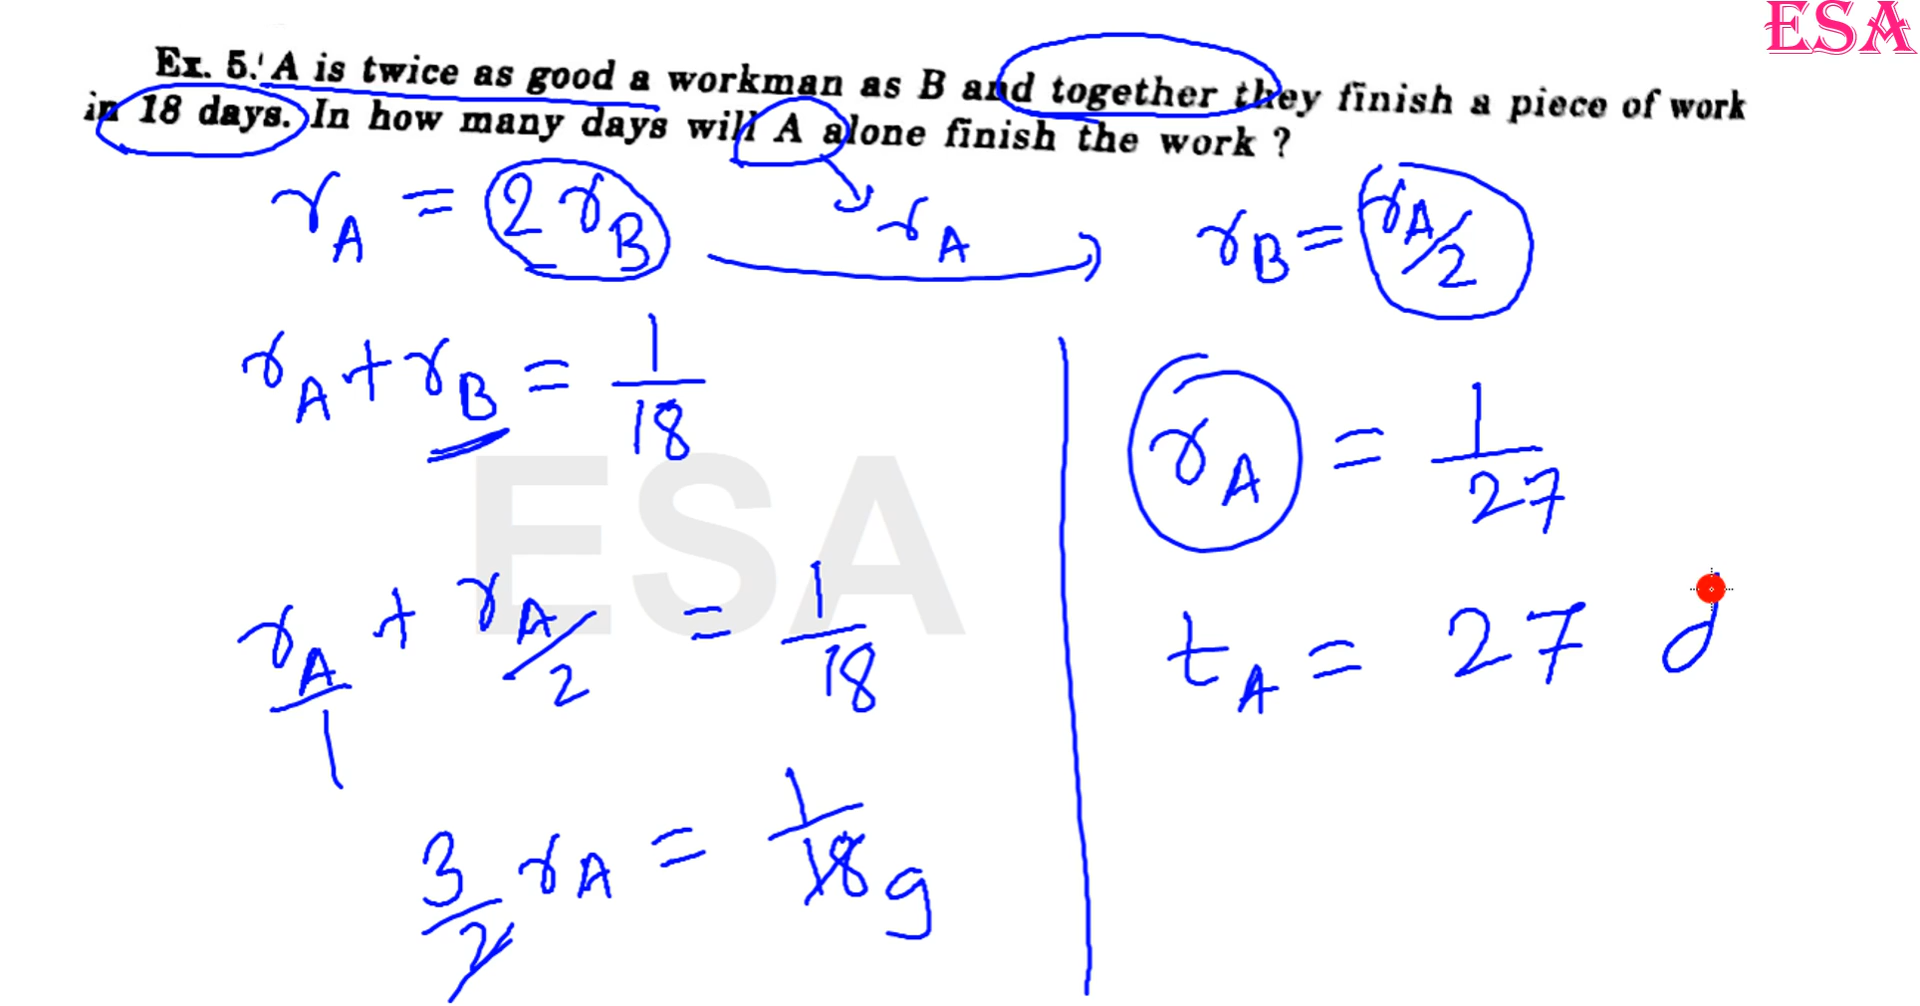 ESA
Ex. 5. A is twice as good a workman as B and together they finish a piece of work
in 18 days. In how many days will A alone finish the work ?
r_A = 2 r_B
r_A
r_B = r_A/2
r_A + r_B = 1/18
r_A/1 + r_A/2 = 1/18
3/2 r_A = 1/18 9
r_A = 1/27
t_A = 27 d
ESA